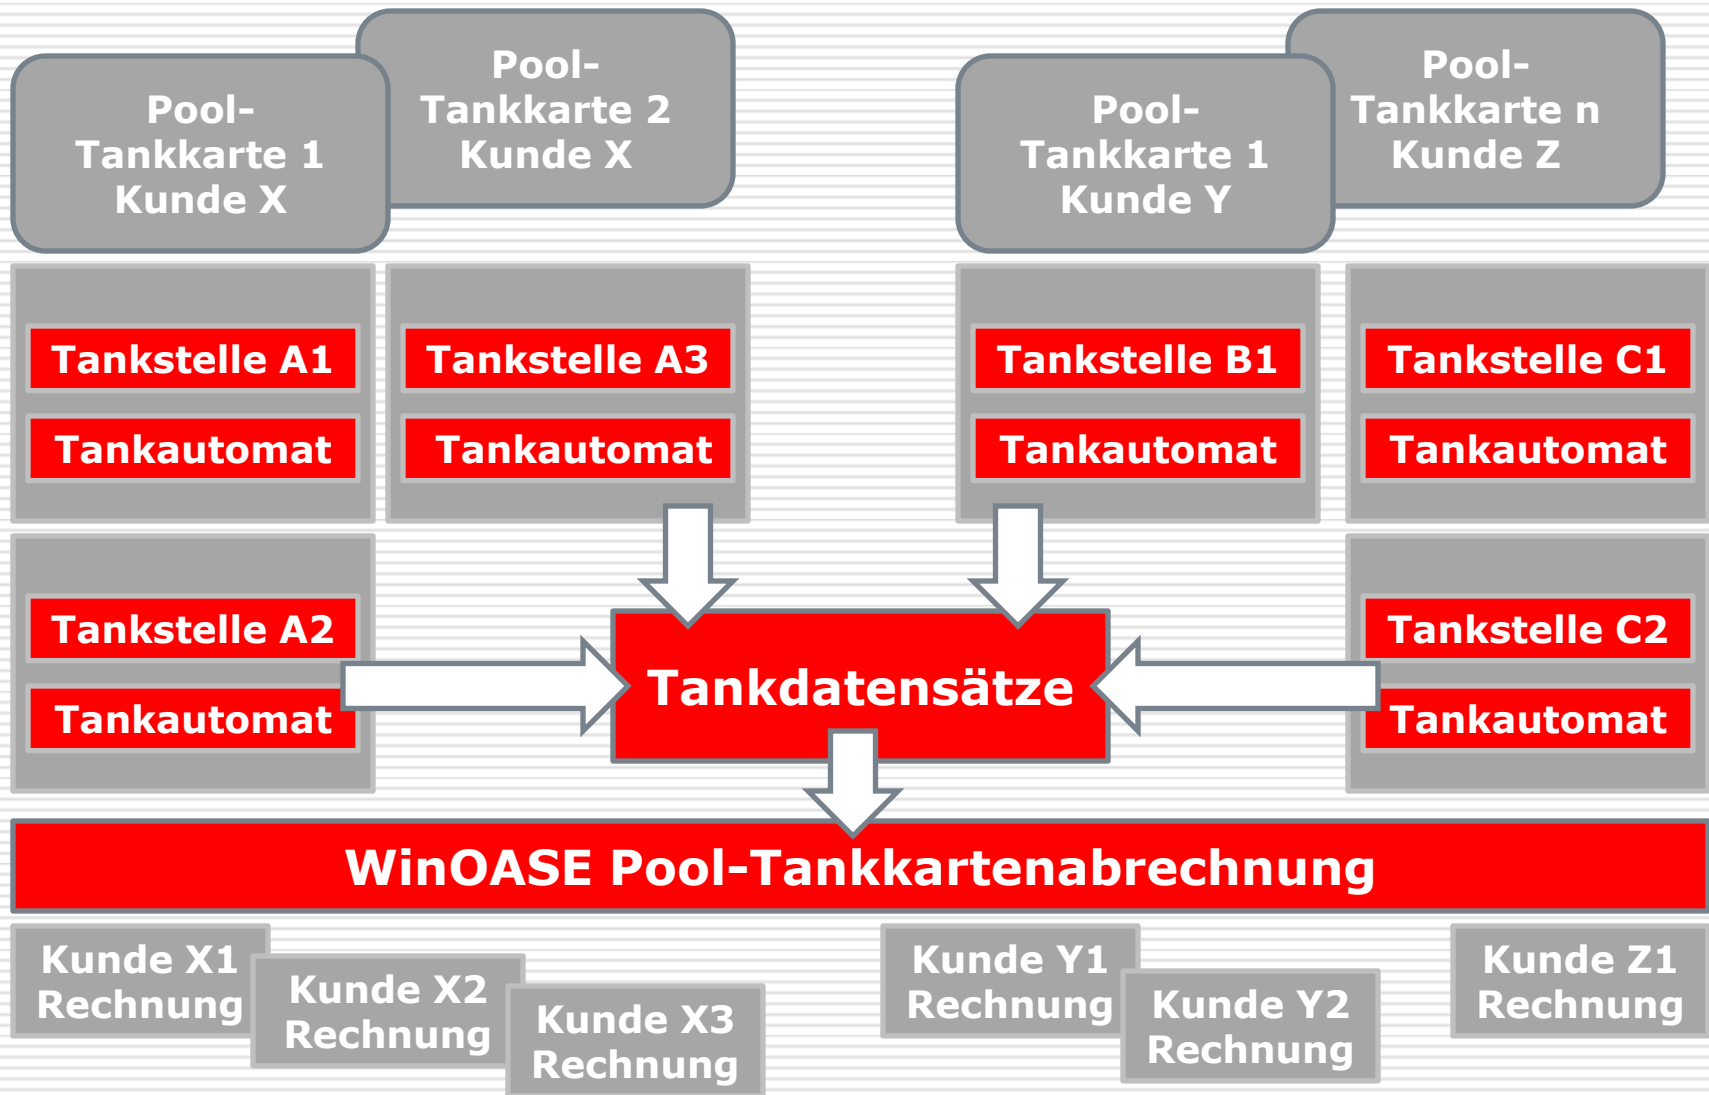 Pool-
Tankkarte 1
Kunde X
Pool-
Tankkarte 2
Kunde X
Pool-
Tankkarte 1
Kunde Y
Pool-
Tankkarte n
Kunde Z
Tankstelle A1
Tankautomat
Tankstelle A3
Tankautomat
Tankstelle B1
Tankautomat
Tankstelle C1
Tankautomat
Tankstelle A2
Tankautomat
Tankdatensätze
Tankstelle C2
Tankautomat
WinOASE Pool-Tankkartenabrechnung
Kunde X1
Rechnung
Kunde X2
Rechnung
Kunde X3
Rechnung
Kunde Y1
Rechnung
Kunde Y2
Rechnung
Kunde Z1
Rechnung